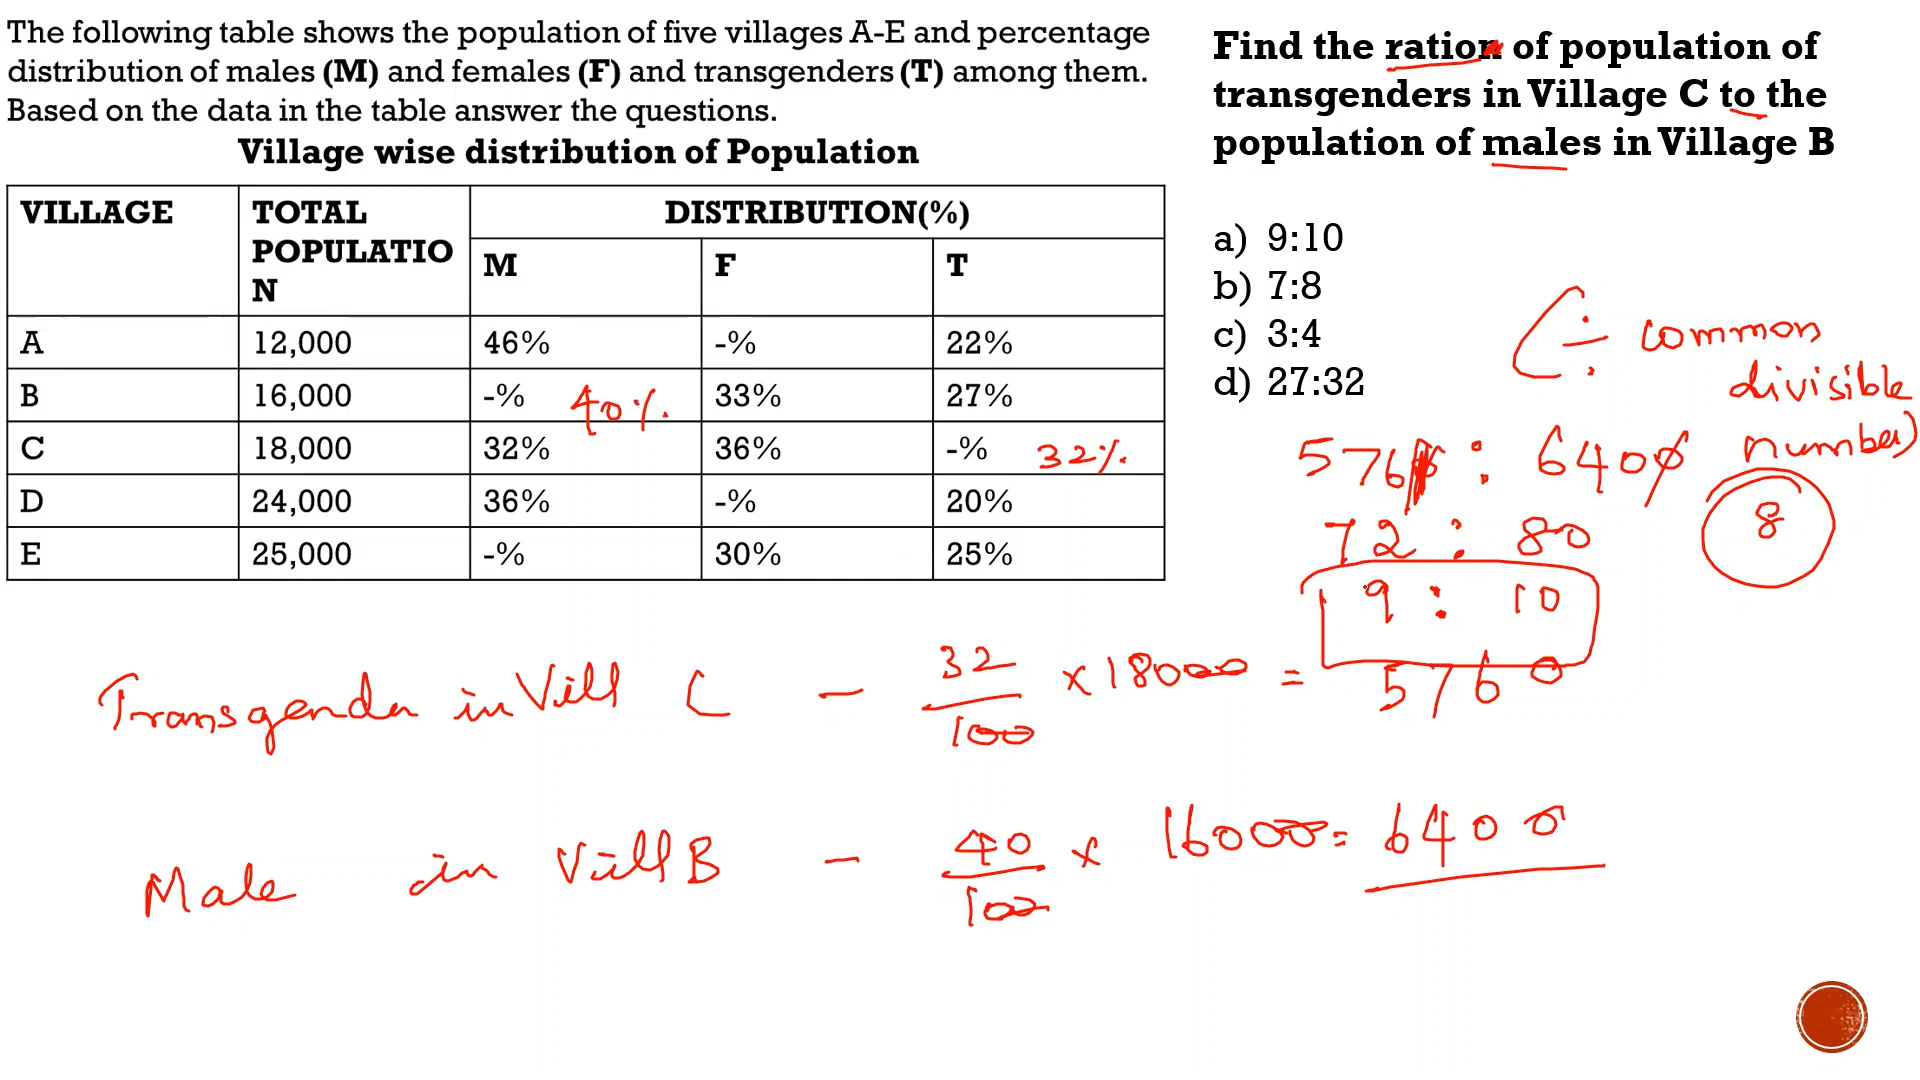 The following table shows the population of five villages A-E and percentage
distribution of males (M) and females (F) and transgenders (T) among them.
Based on the data in the table answer the questions.
Village wise distribution of Population
VILLAGE TOTAL POPULATIO N DISTRIBUTION(%)
M F T
A 12,000 46% -% 22%
B 16,000 -% 40% 33% 27%
C 18,000 32% 36% -% 32%
D 24,000 36% -% 20%
E 25,000 -% 30% 25%
Find the ration of population of
transgenders in Village C to the
population of males in Village B
a) 9:10
b) 7:8
c) 3:4
d) 27:32
÷ common
divisible
number)
5760 : 6400
8
72 : 80
9 : 10
Transgender in Vill C - 32/100 x 18000 = 5760
Male in Vill B - 40/100 x 16000 = 6400